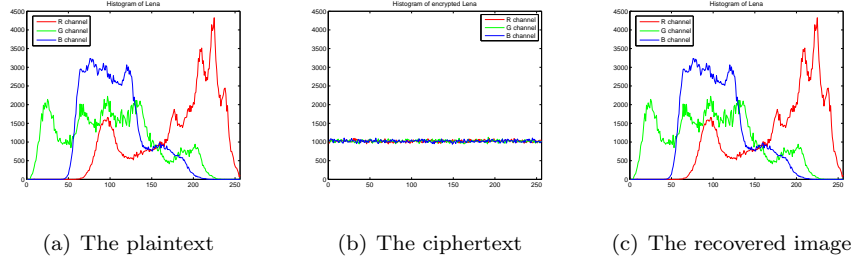 Histogram of Lena
R channel
G channel
B channel
4500
4000
3500
3000
2500
2000
1500
1000
500
0
0 50 100 150 200 250
(a) The plaintext
Histogram of encrypted Lena
R channel
G channel
B channel
4500
4000
3500
3000
2500
2000
1500
1000
500
0
0 50 100 150 200 250
(b) The ciphertext
Histogram of Lena
R channel
G channel
B channel
4500
4000
3500
3000
2500
2000
1500
1000
500
0
0 50 100 150 200 250
(c) The recovered image